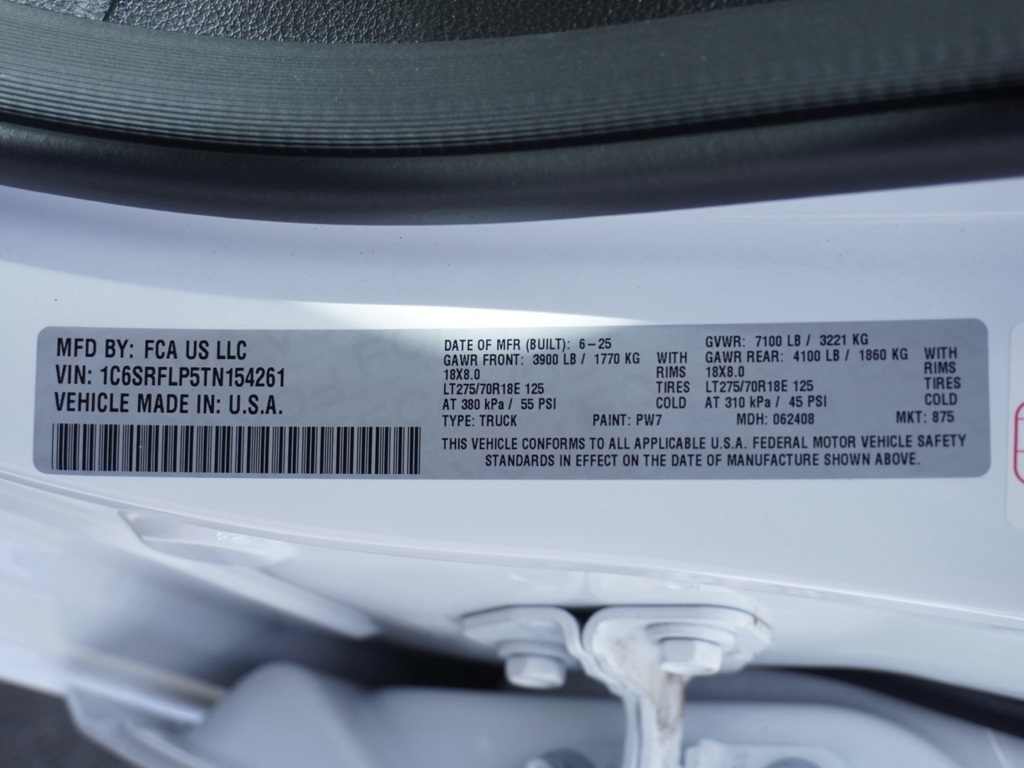 MFD BY: FCA US LLC
VIN: 1C6SRFLP5TN154261
VEHICLE MADE IN: U.S.A.
DATE OF MFR (BUILT): 6-25
GAWR FRONT: 3900 LB / 1770 KG WITH
18X8.0 RIMS
LT275/70R18E 125 TIRES
AT 380 kPa / 55 PSI COLD
GVWR: 7100 LB / 3221 KG
GAWR REAR: 4100 LB / 1860 KG WITH
18X8.0 RIMS
LT275/70R18E 125 TIRES
AT 310 kPa / 45 PSI COLD
TYPE: TRUCK PAINT: PW7 MDH: 062408 MKT: 875
THIS VEHICLE CONFORMS TO ALL APPLICABLE U.S.A. FEDERAL MOTOR VEHICLE SAFETY
STANDARDS IN EFFECT ON THE DATE OF MANUFACTURE SHOWN ABOVE.